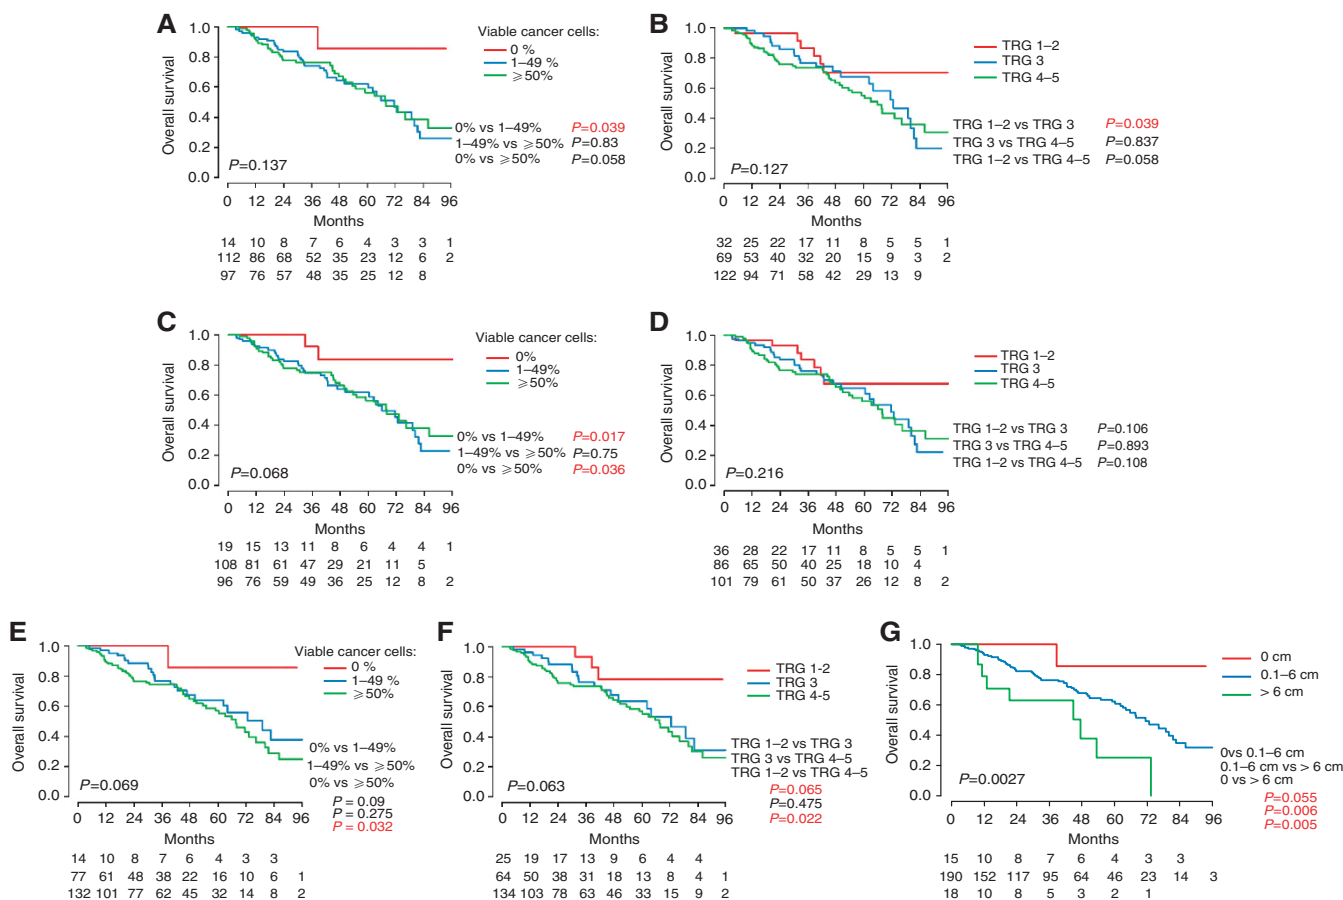 A
Overall survival
1.0
0.8
0.6
0.4
0.2
0.0
Viable cancer cells:
0 %
1–49 %
⩾50%
0% vs 1–49% P=0.039
1–49% vs ⩾50% P=0.83
0% vs ⩾50% P=0.058
P=0.137
0 12 24 36 48 60 72 84 96
Months
14 10 8 7 6 4 3 3 1
112 86 68 52 35 23 12 6 2
97 76 57 48 35 25 12 8
B
Overall survival
1.0
0.8
0.6
0.4
0.2
0.0
TRG 1–2
TRG 3
TRG 4–5
TRG 1–2 vs TRG 3 P=0.039
TRG 3 vs TRG 4–5 P=0.837
TRG 1–2 vs TRG 4–5 P=0.058
P=0.127
0 12 24 36 48 60 72 84 96
Months
32 25 22 17 11 8 5 5 1
69 53 40 32 20 15 9 3 2
122 94 71 58 42 29 13 9
C
Overall survival
1.0
0.8
0.6
0.4
0.2
0.0
Viable cancer cells:
0%
1–49%
⩾50%
0% vs 1–49% P=0.017
1–49% vs ⩾50% P=0.75
0% vs ⩾50% P=0.036
P=0.068
0 12 24 36 48 60 72 84 96
Months
19 15 13 11 8 6 4 4 1
108 81 61 47 29 21 11 5
96 76 59 49 36 25 12 8 2
D
Overall survival
1.0
0.8
0.6
0.4
0.2
0.0
TRG 1–2
TRG 3
TRG 4–5
TRG 1–2 vs TRG 3 P=0.106
TRG 3 vs TRG 4–5 P=0.893
TRG 1–2 vs TRG 4–5 P=0.108
P=0.216
0 12 24 36 48 60 72 84 96
Months
36 28 22 17 11 8 5 5 1
86 65 50 40 25 18 10 4
101 79 61 50 37 26 12 8 2
E
Overall survival
1.0
0.8
0.6
0.4
0.2
0.0
Viable cancer cells:
0 %
1–49 %
⩾50%
0% vs 1–49%
1–49% vs ⩾50%
0% vs ⩾50%
P = 0.09
P = 0.275
P = 0.032
P=0.069
0 12 24 36 48 60 72 84 96
Months
14 10 8 7 6 4 3 3
77 61 48 38 22 16 10 6 1
132 101 77 62 45 32 14 8 2
F
Overall survival
1.0
0.8
0.6
0.4
0.2
0.0
TRG 1-2
TRG 3
TRG 4-5
TRG 1–2 vs TRG 3
TRG 3 vs TRG 4–5
TRG 1–2 vs TRG 4–5
P=0.065
P=0.475
P=0.022
P=0.063
0 12 24 36 48 60 72 84 96
Months
25 19 17 13 9 6 4 4
64 50 38 31 18 13 8 4 1
134 103 78 63 46 33 15 9 2
G
Overall survival
1.0
0.8
0.6
0.4
0.2
0.0
0 cm
0.1–6 cm
> 6 cm
0vs 0.1–6 cm
0.1–6 cm vs > 6 cm
0 vs > 6 cm
P=0.055
P=0.006
P=0.005
P=0.0027
0 12 24 36 48 60 72 84 96
Months
15 10 8 7 6 4 3 3
190 152 117 95 64 46 23 14 3
18 10 8 5 3 2 1